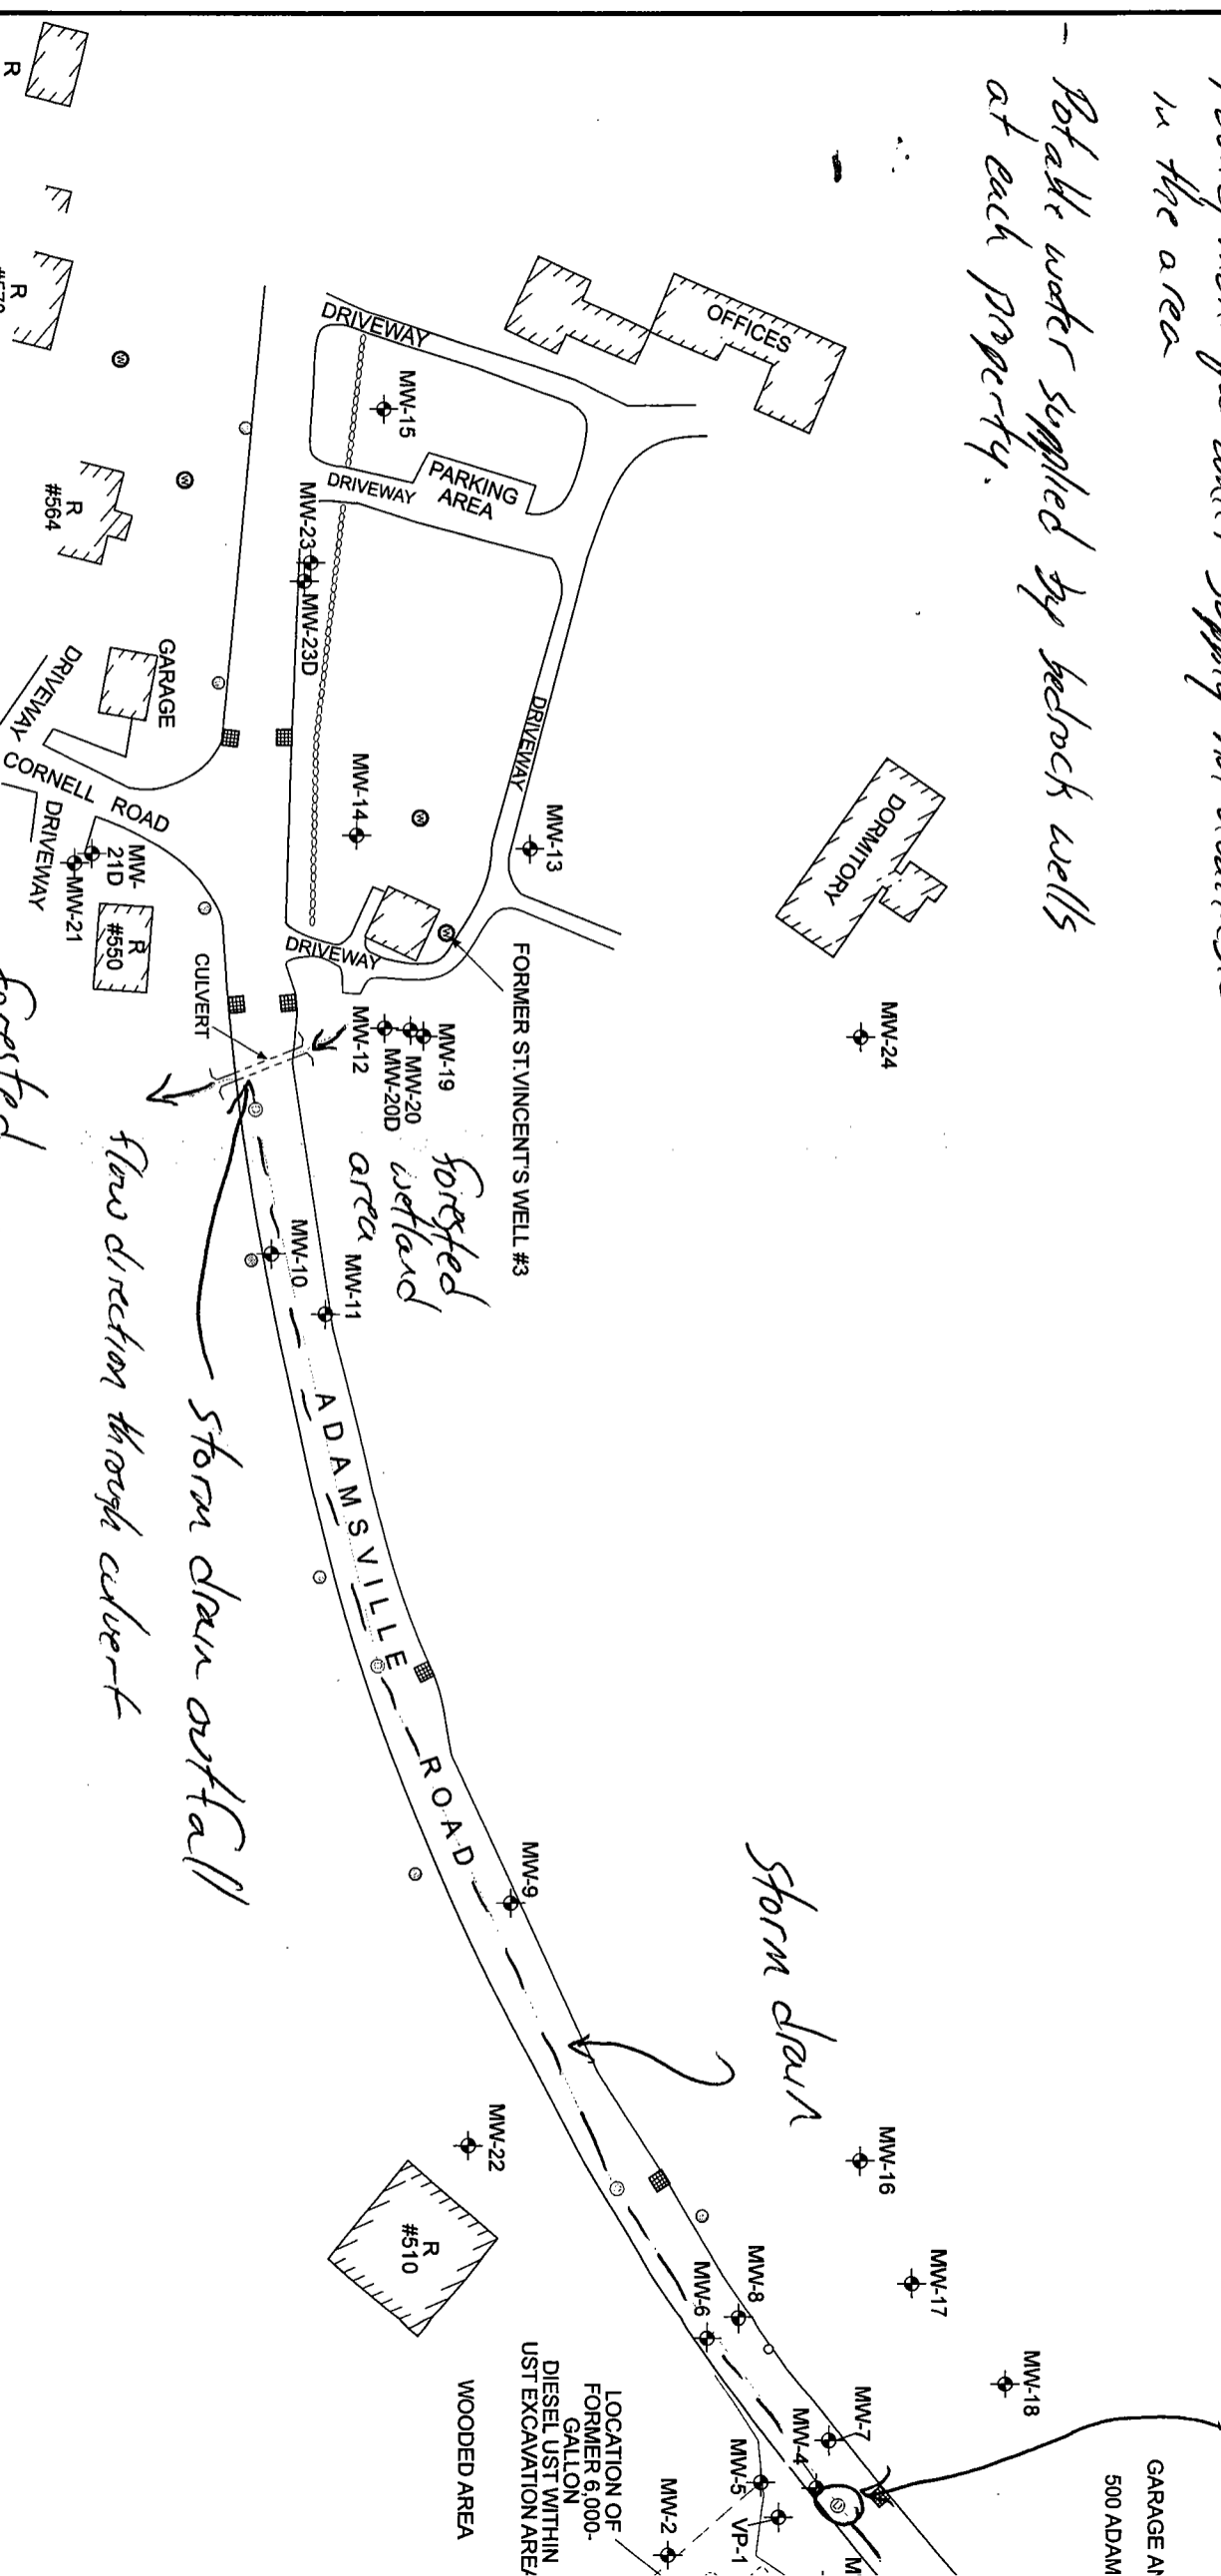 in the area
- Potable water supplied by bedrock wells
at each property.
OFFICES
DRIVEWAY
MW-15
PARKING
AREA
DRIVEWAY
MW-23
MW-23D
DRIVEWAY
MW-14
MW-13
DORMITORY
MW-24
FORMER ST.VINCENT'S WELL #3
DRIVEWAY
MW-19
MW-20
MW-20D
MW-12
forested
wetland
area
MW-11
MW-10
R
R
R
#564
GARAGE
DRIVEWAY
CORNELL ROAD
DRIVEWAY
MW-
21D
MW-21
R
#550
CULVERT
forested
flow direction through culvert
Storm drain outfall
ADAMSVILLE ROAD
MW-9
Storm drain
MW-22
R
#510
MW-16
MW-17
MW-18
MW-8
MW-6
MW-7
MW-4
MW-5
VP-1
MW-2
LOCATION OF
FORMER 6,000-
GALLON
DIESEL UST WITHIN
UST EXCAVATION AREA
WOODED AREA
GARAGE
500 ADAM
W
W
W
W